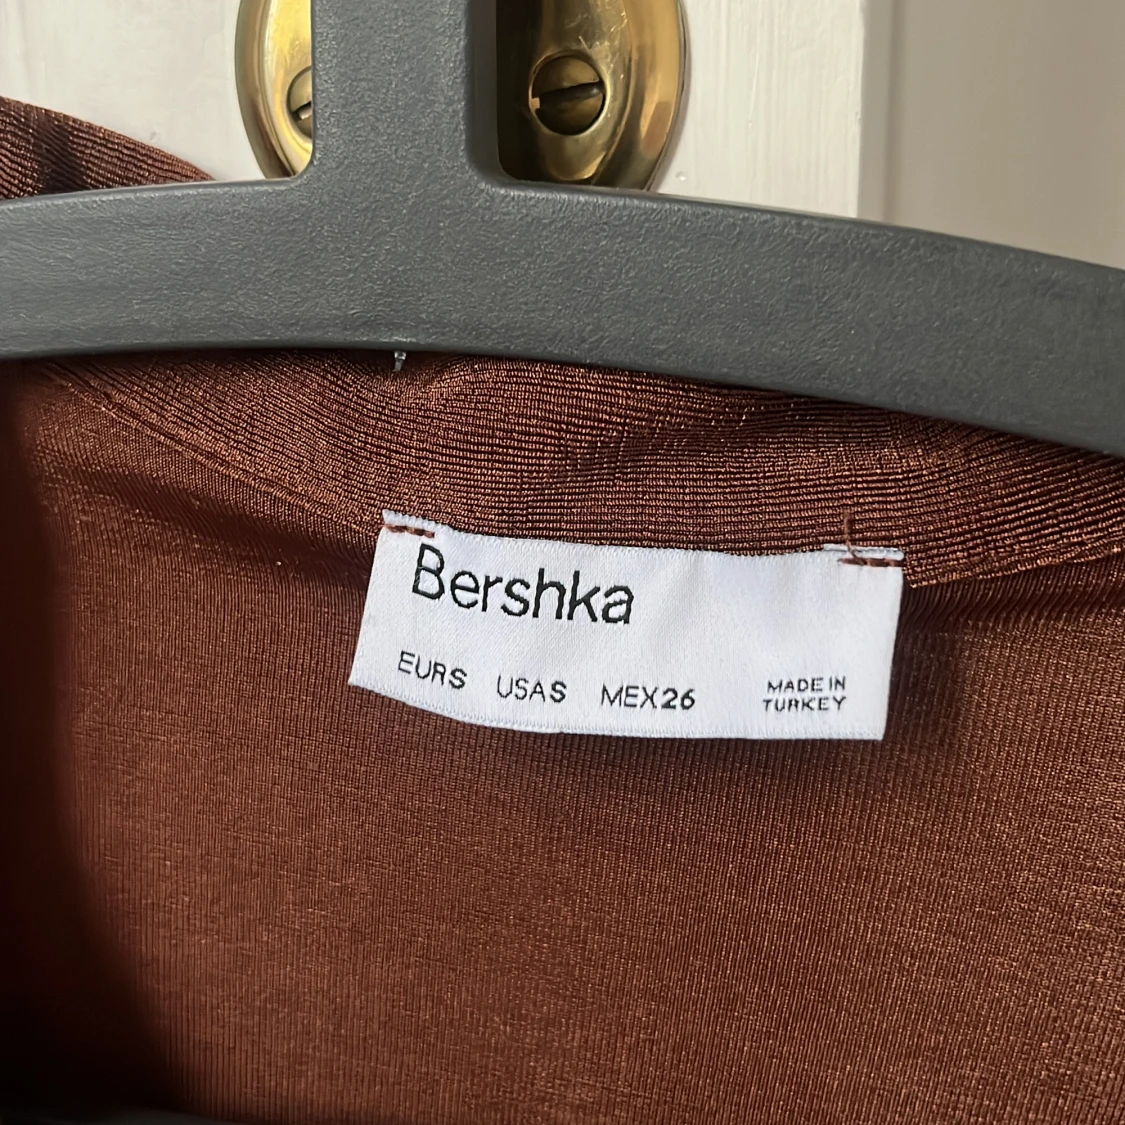 Bershka
EURS USAS MEX26
MADE IN
TURKEY